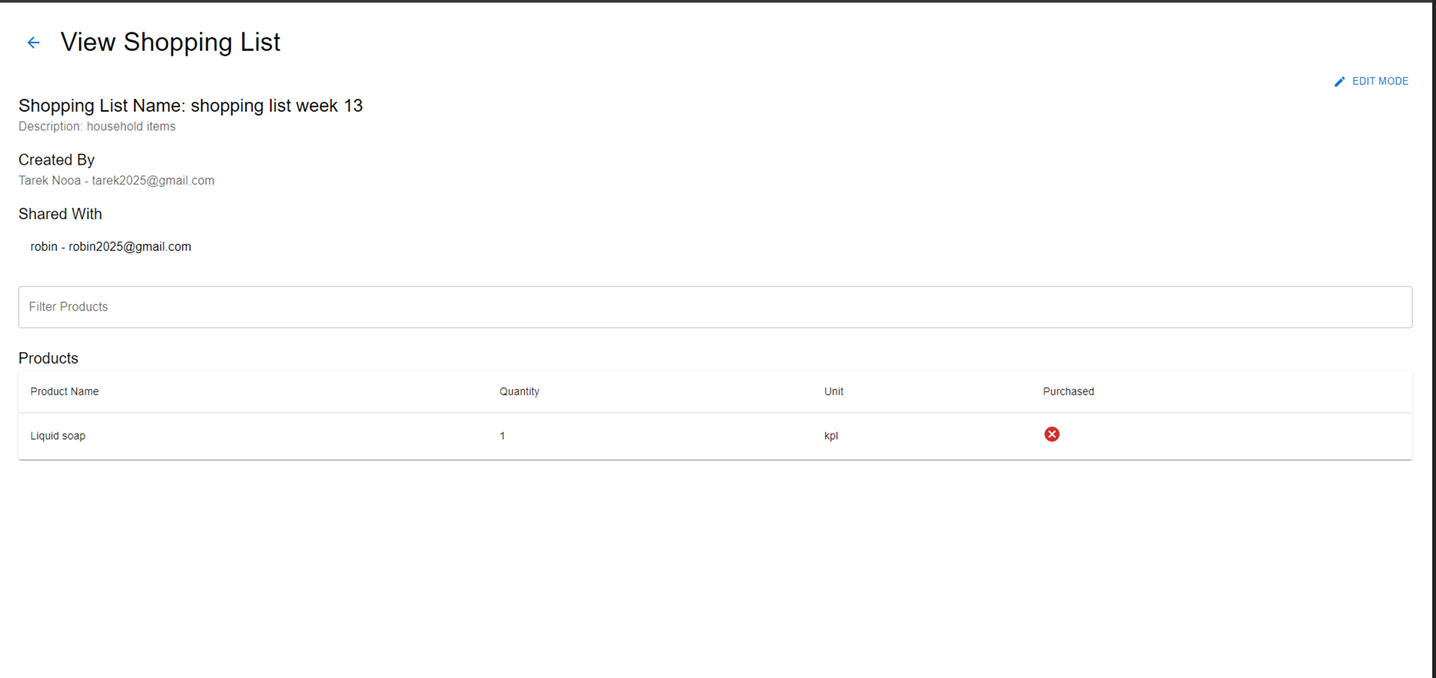 View Shopping List
EDIT MODE
Shopping List Name: shopping list week 13
Description: household items
Created By
Tarek Nooa - tarek2025@gmail.com
Shared With
robin - robin2025@gmail.com
Filter Products
Products
Product Name Quantity Unit Purchased
Liquid soap 1 kpl